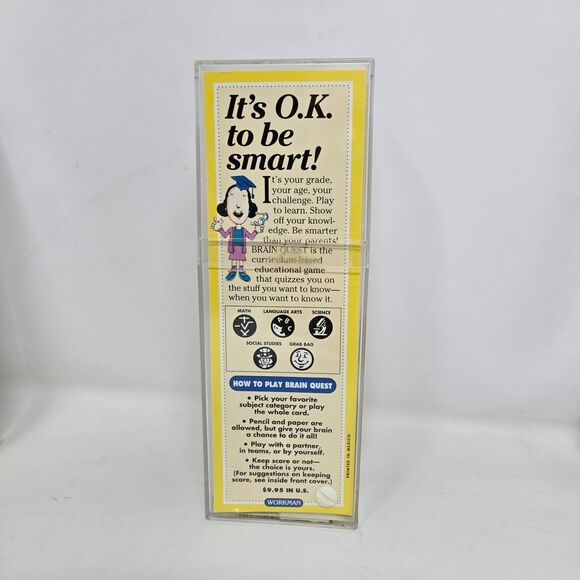 It's O.K.
to be
smart!
It's your grade,
your age, your
challenge. Play
to learn. Show
off your knowl-
edge. Be smarter
than your parents!
BRAIN QUEST is the
curriculum-based
educational game
that quizzes you on
the stuff you want to know—
when you want to know it.
MATH LANGUAGE ARTS SCIENCE
A B C
SOCIAL STUDIES GRAB BAG
HOW TO PLAY BRAIN QUEST
• Pick your favorite
subject category or play
the whole card.
• Pencil and paper are
allowed, but give your brain
a chance to do it all!
• Play with a partner,
in teams, or by yourself.
• Keep score or not—
the choice is yours.
(For suggestions on keeping
score, see inside front cover.)
$9.95 IN U.S.
WORKMAN
PRINTED IN MEXICO